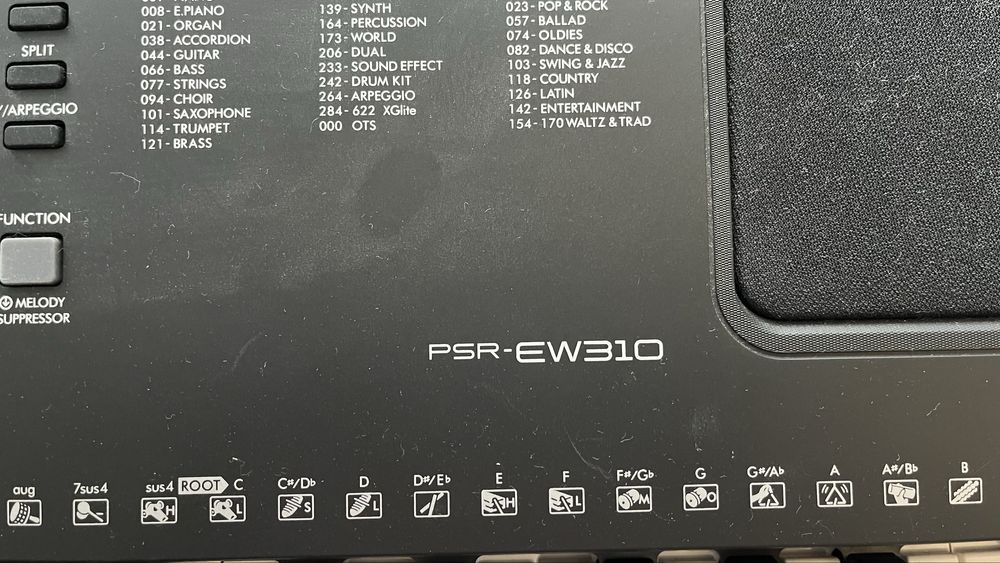 008 - E.PIANO
021 - ORGAN
038 - ACCORDION
044 - GUITAR
066 - BASS
077 - STRINGS
094 - CHOIR
101 - SAXOPHONE
114 - TRUMPET
121 - BRASS
139 - SYNTH
164 - PERCUSSION
173 - WORLD
206 - DUAL
233 - SOUND EFFECT
242 - DRUM KIT
264 - ARPEGGIO
284 - 622 XGlite
000 OTS
023 - POP & ROCK
057 - BALLAD
074 - OLDIES
082 - DANCE & DISCO
103 - SWING & JAZZ
118 - COUNTRY
126 - LATIN
142 - ENTERTAINMENT
154 - 170 WALTZ & TRAD
SPLIT
/ARPEGGIO
FUNCTION
MELODY
SUPPRESSOR
PSR-EW310
aug 7sus4 sus4 ROOT C C#/D♭ D D#/E♭ E F F#/G♭ G G#/A♭ A A#/B♭ B
H L S L H L M O